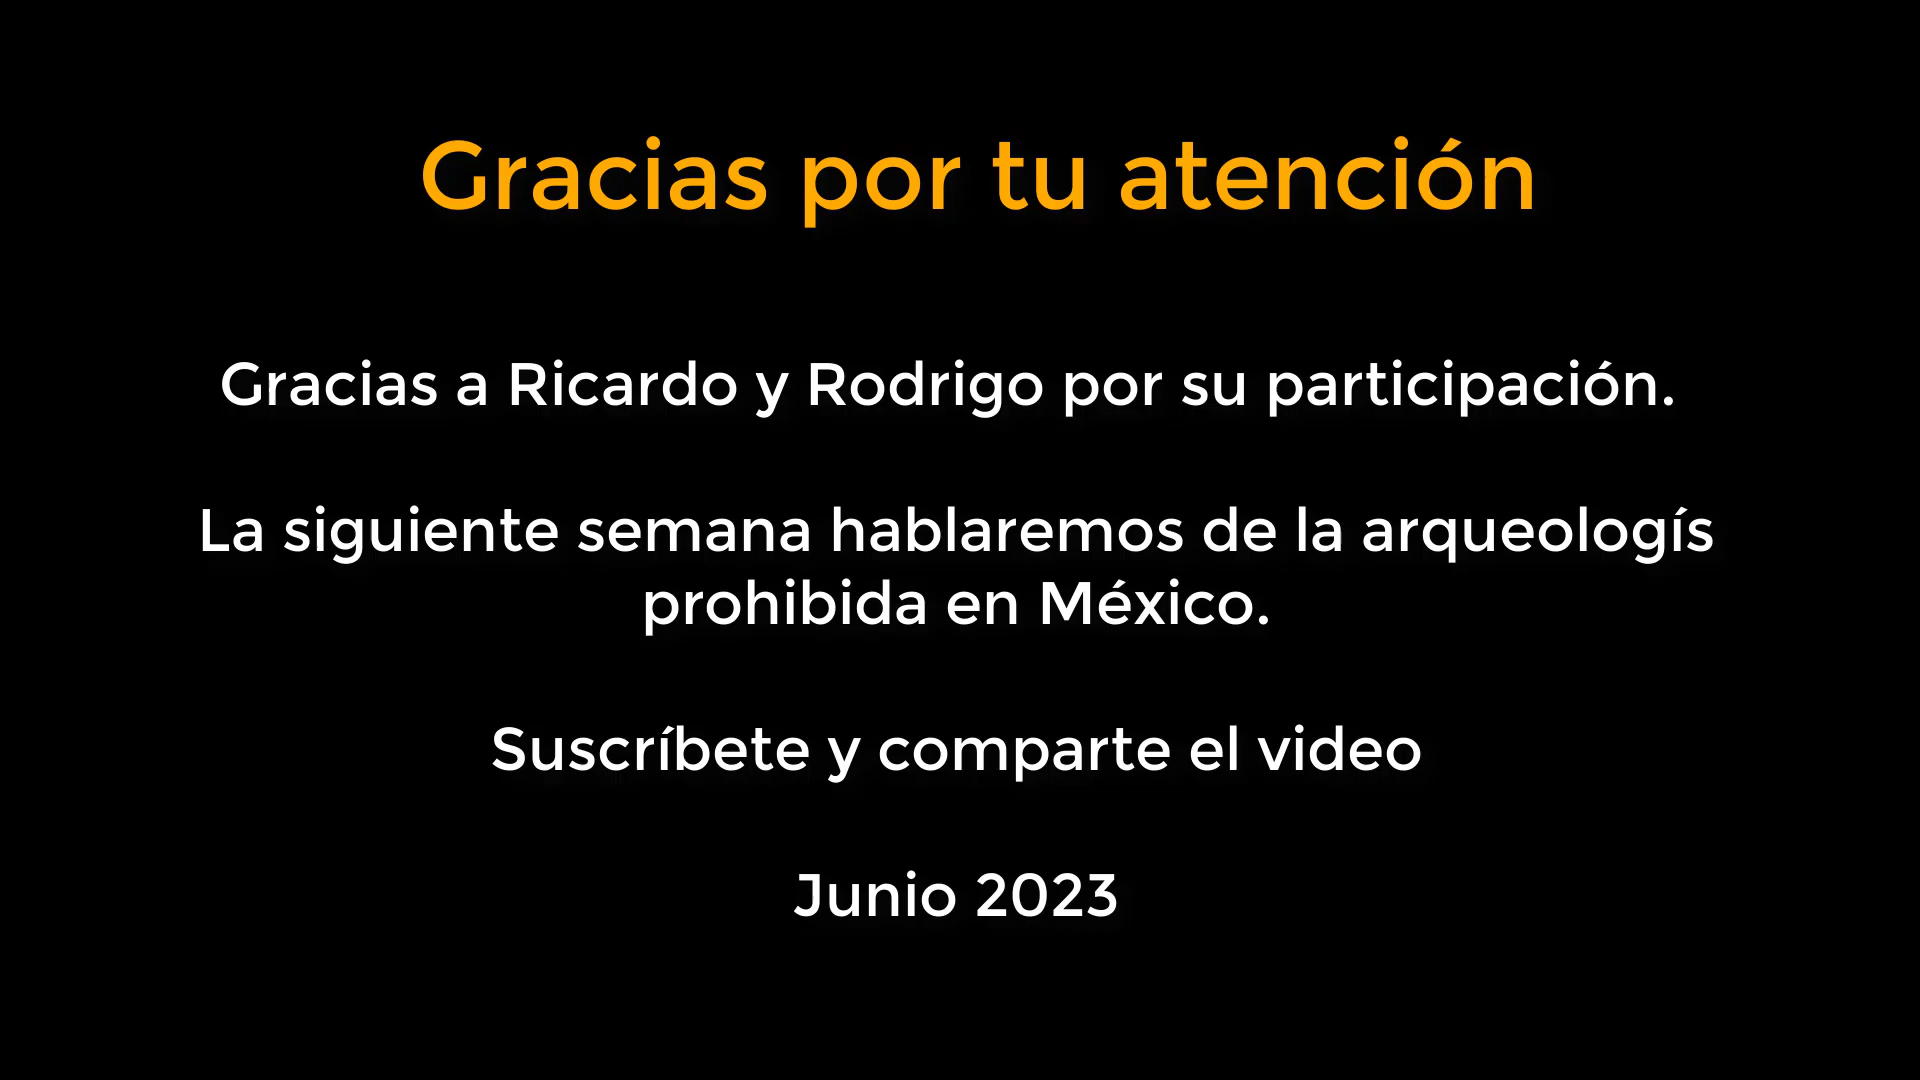 Gracias por tu atención
Gracias a Ricardo y Rodrigo por su participación.
La siguiente semana hablaremos de la arqueologís
prohibida en México.
Suscríbete y comparte el video
Junio 2023